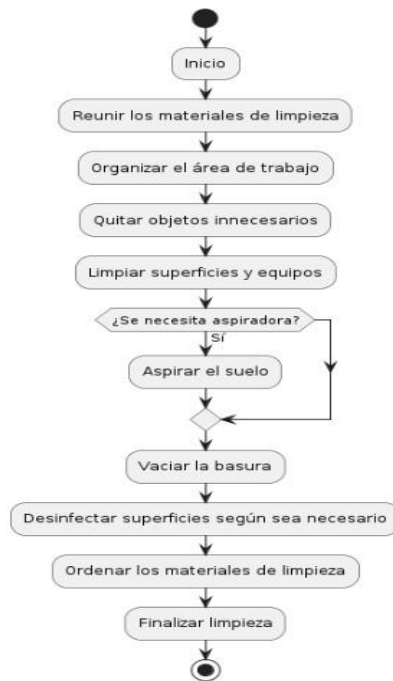 Inicio
Reunir los materiales de limpieza
Organizar el área de trabajo
Quitar objetos innecesarios
Limpiar superficies y equipos
¿Se necesita aspiradora?
Sí
Aspirar el suelo
Vaciar la basura
Desinfectar superficies según sea necesario
Ordenar los materiales de limpieza
Finalizar limpieza